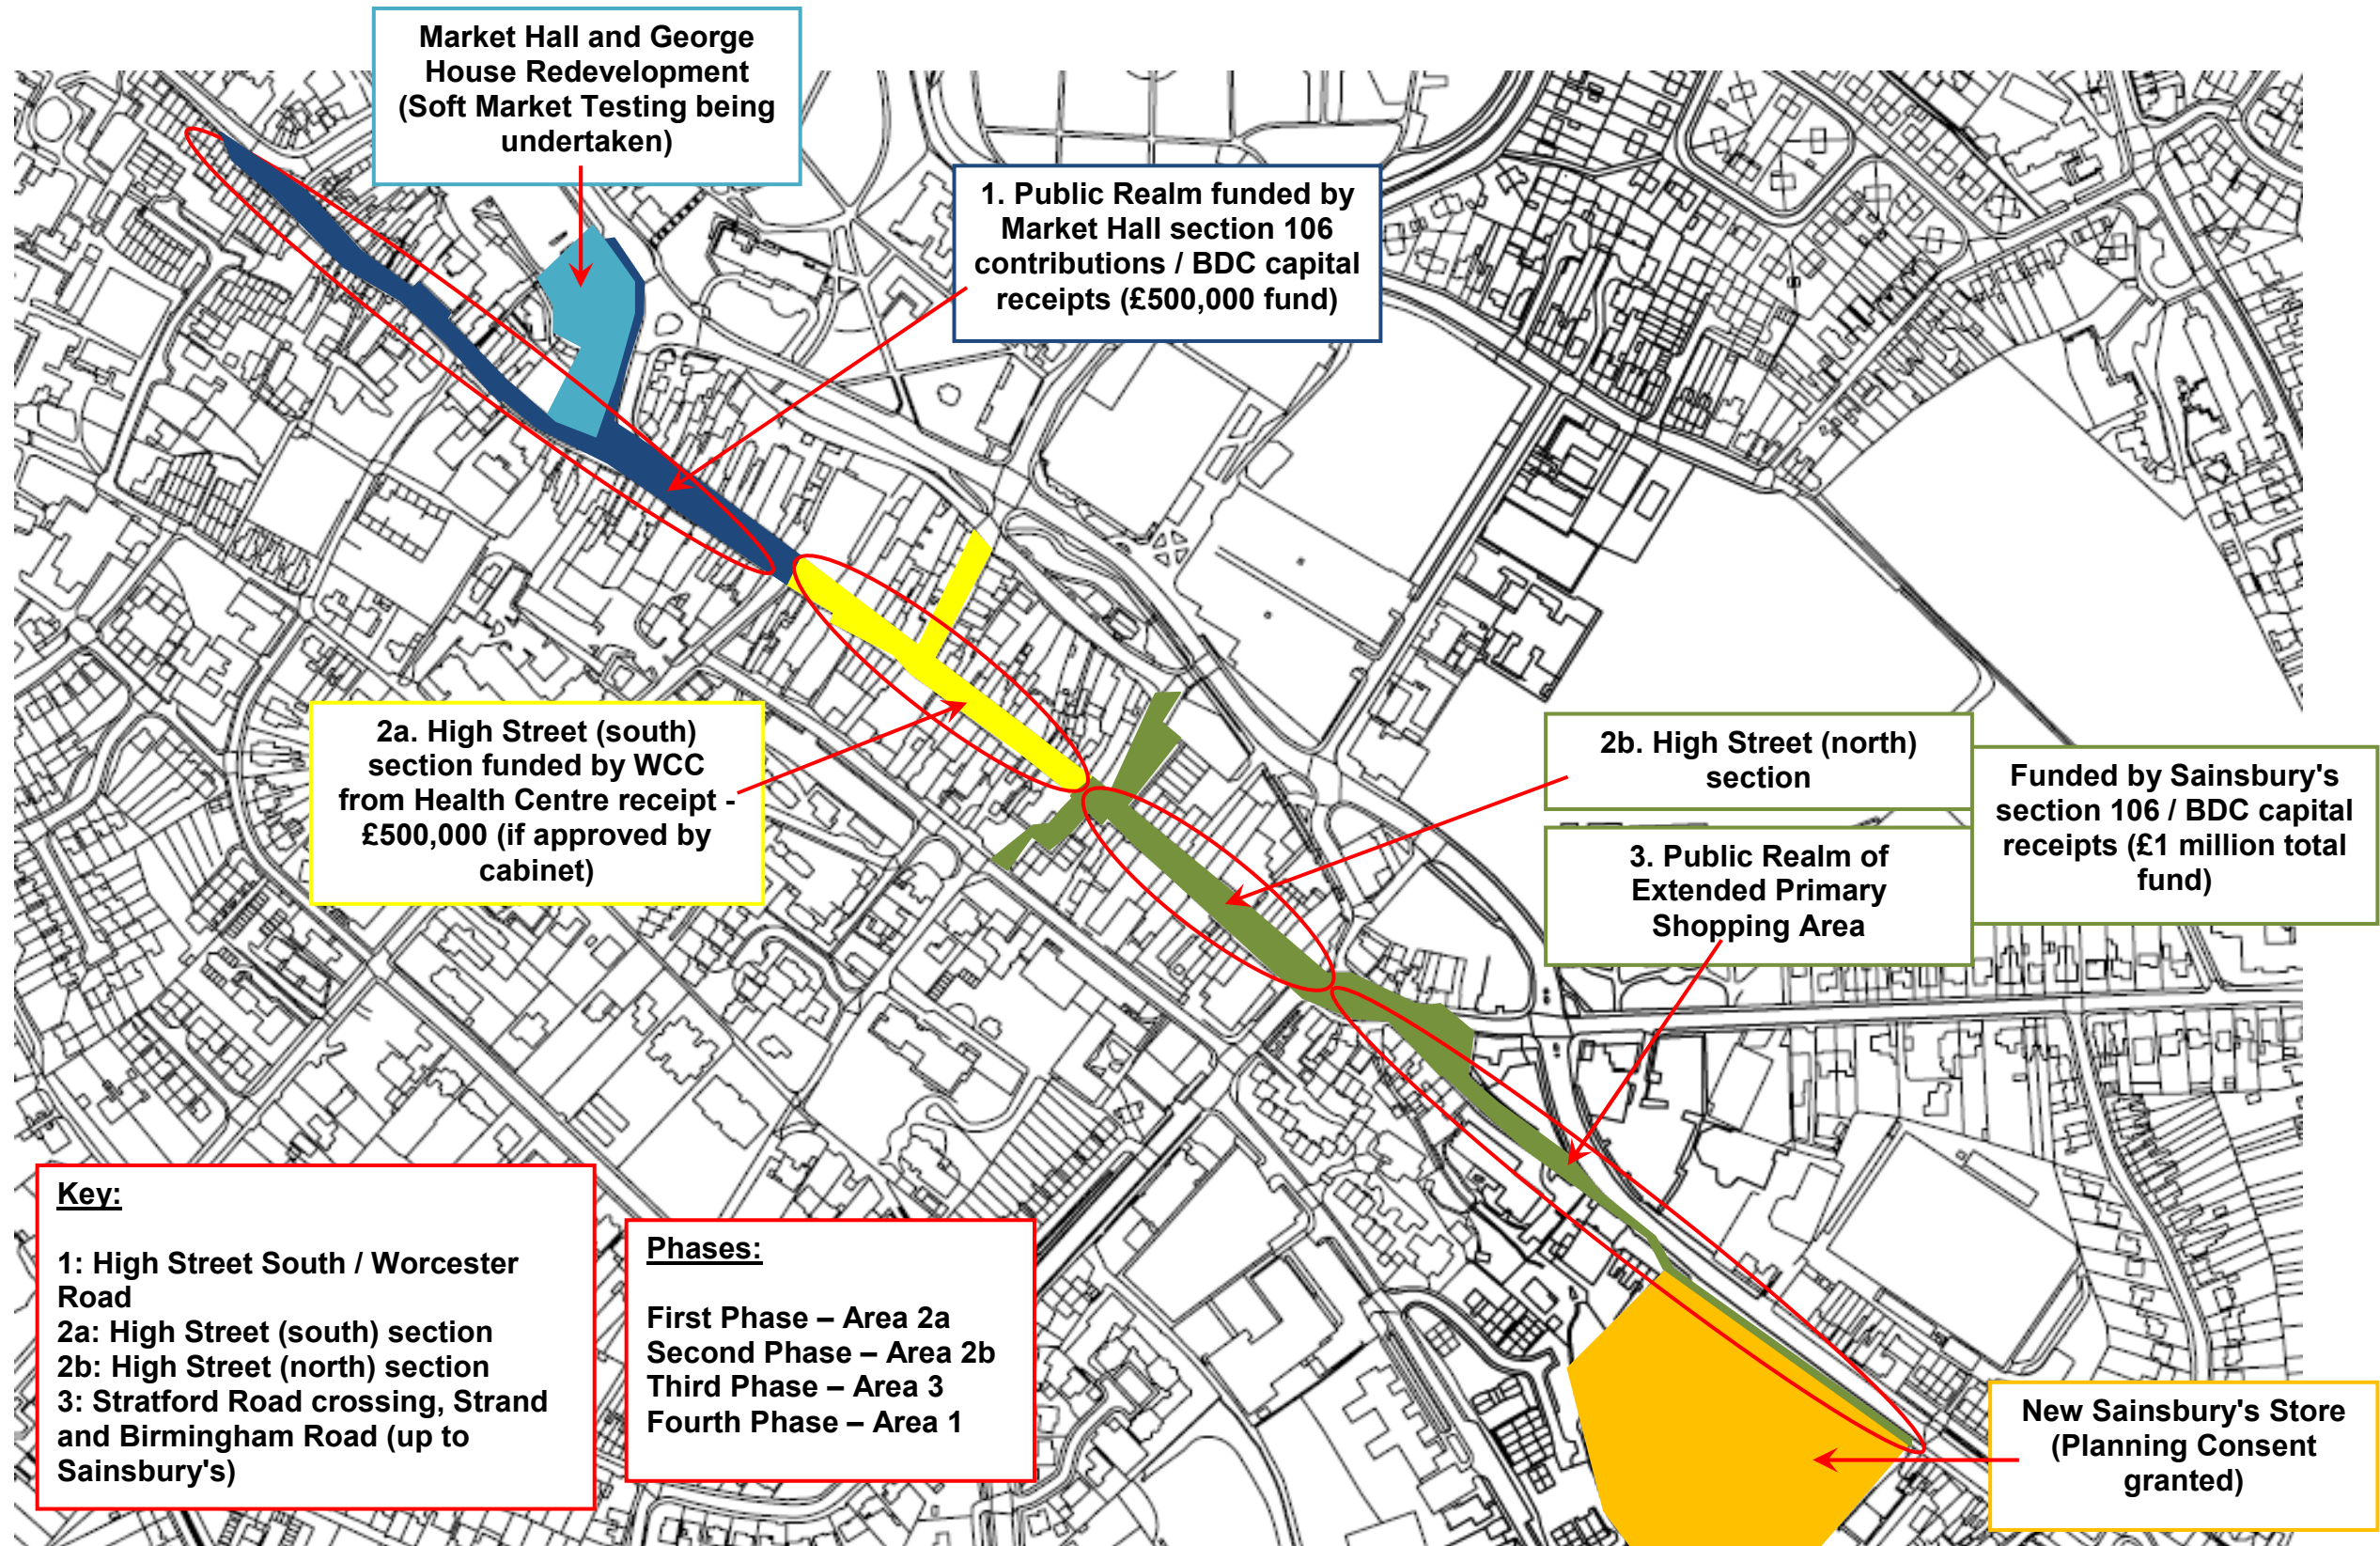 Market Hall and George
House Redevelopment
(Soft Market Testing being
undertaken)
1. Public Realm funded by
Market Hall section 106
contributions / BDC capital
receipts (£500,000 fund)
2a. High Street (south)
section funded by WCC
from Health Centre receipt -
£500,000 (if approved by
cabinet)
2b. High Street (north)
section
Funded by Sainsbury's
section 106 / BDC capital
receipts (£1 million total
fund)
3. Public Realm of
Extended Primary
Shopping Area
Key:
1: High Street South / Worcester
Road
2a: High Street (south) section
2b: High Street (north) section
3: Stratford Road crossing, Strand
and Birmingham Road (up to
Sainsbury's)
Phases:
First Phase – Area 2a
Second Phase – Area 2b
Third Phase – Area 3
Fourth Phase – Area 1
New Sainsbury's Store
(Planning Consent
granted)